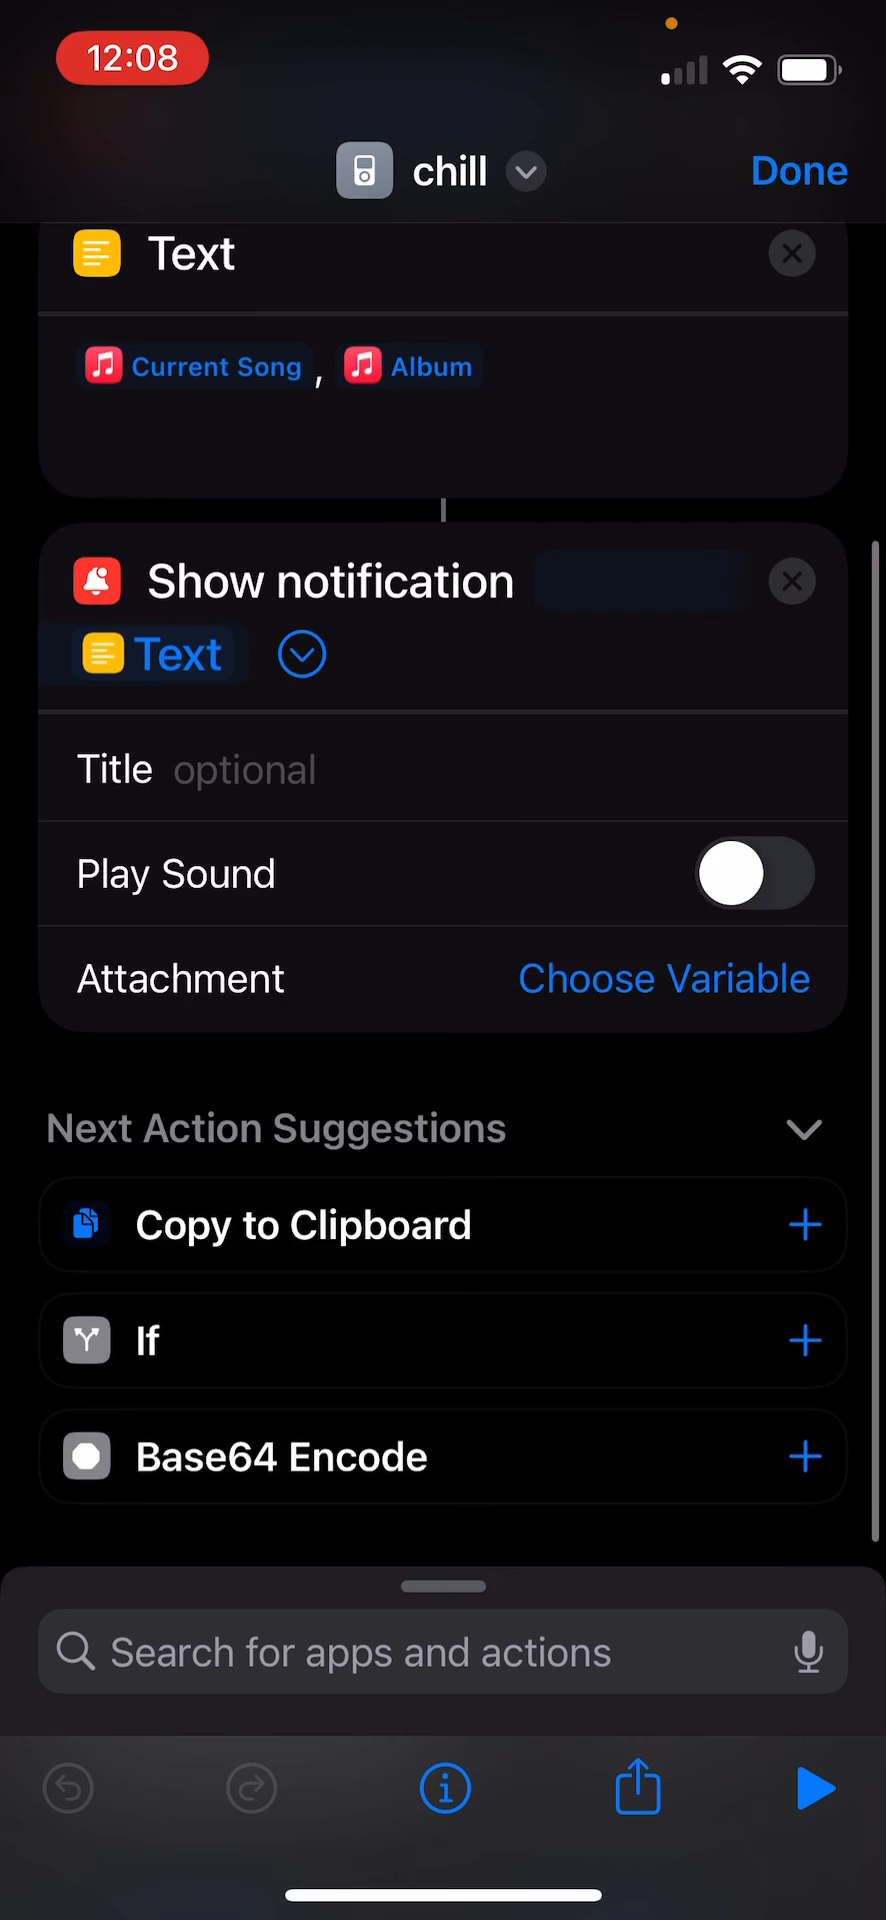 12:08
chill
Done
Text
Current Song , Album
Show notification
Text
Title optional
Play Sound
Attachment Choose Variable
Next Action Suggestions
Copy to Clipboard
If
Base64 Encode
Search for apps and actions